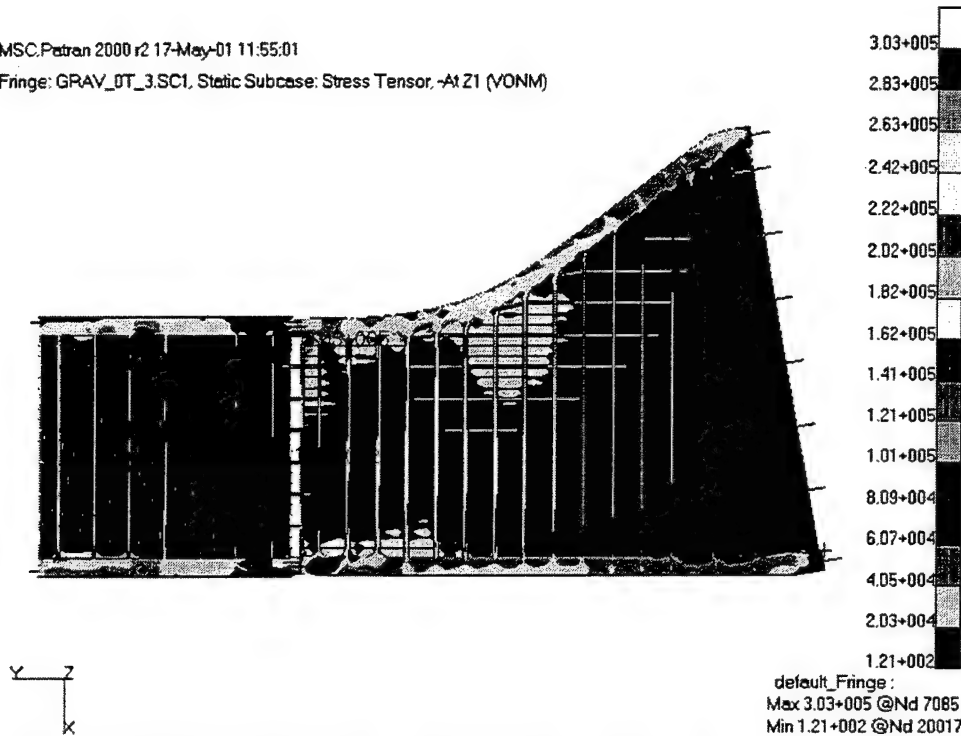 MSC.Patran 2000 r2 17-May-01 11:55:01
Fringe: GRAV_0T_3.SC1, Static Subcase: Stress Tensor, -At Z1 (VONM)
3.03+005
2.83+005
2.63+005
2.42+005
2.22+005
2.02+005
1.82+005
1.62+005
1.41+005
1.21+005
1.01+005
8.09+004
6.07+004
4.05+004
2.03+004
1.21+002
Y Z
X
default_Fringe :
Max 3.03+005 @Nd 7085
Min 1.21+002 @Nd 20017